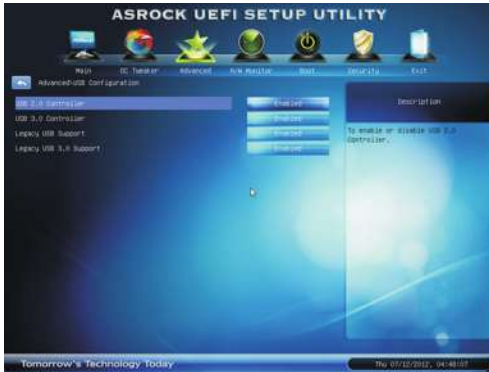 ASROCK UEFI SETUP UTILITY
Main OC Tweaker Advanced H/W Monitor Boot Security Exit
Advanced\USB Configuration
USB 2.0 Controller Enabled
USB 3.0 Controller Enabled
Legacy USB Support Enabled
Legacy USB 3.0 Support Enabled
Description
To enable or disable USB 2.0
Controller.
Tomorrow's Technology Today
Thu 07/12/2012, 04:48:07